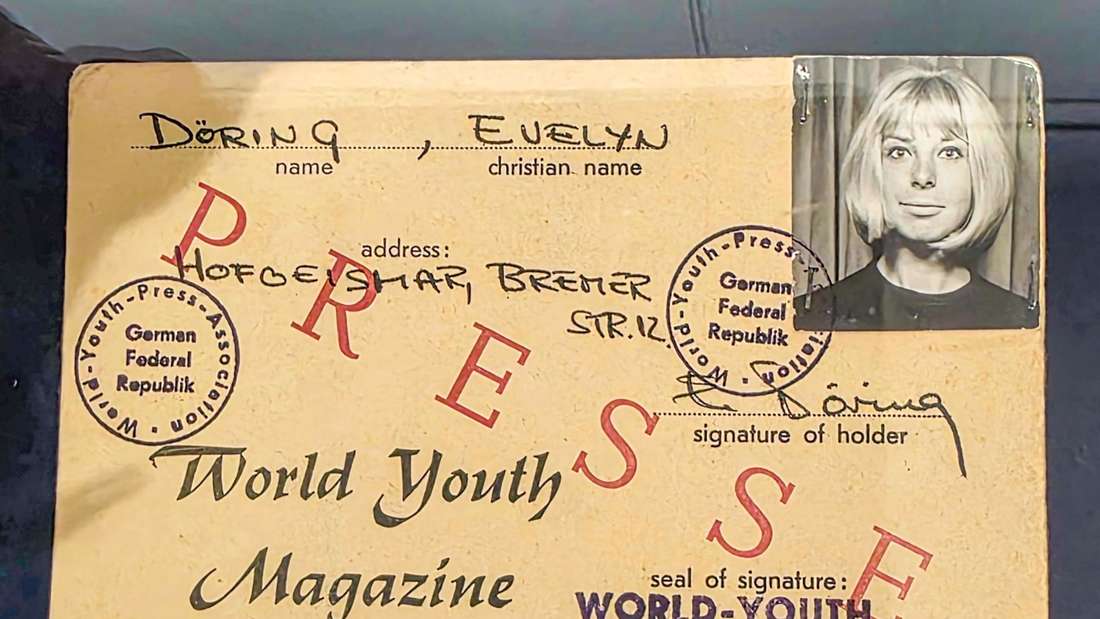 DÖRING, EVELYN
name christian name
address:
HOFGEISMAR, BREMER
STR.12.
PRESSE
World-Youth-Press-Association
German
Federal
Republik
World-Youth-Press-Association
German
Federal
Republik
E. Döring
signature of holder
World Youth
Magazine
seal of signature:
WORLD-YOUTH